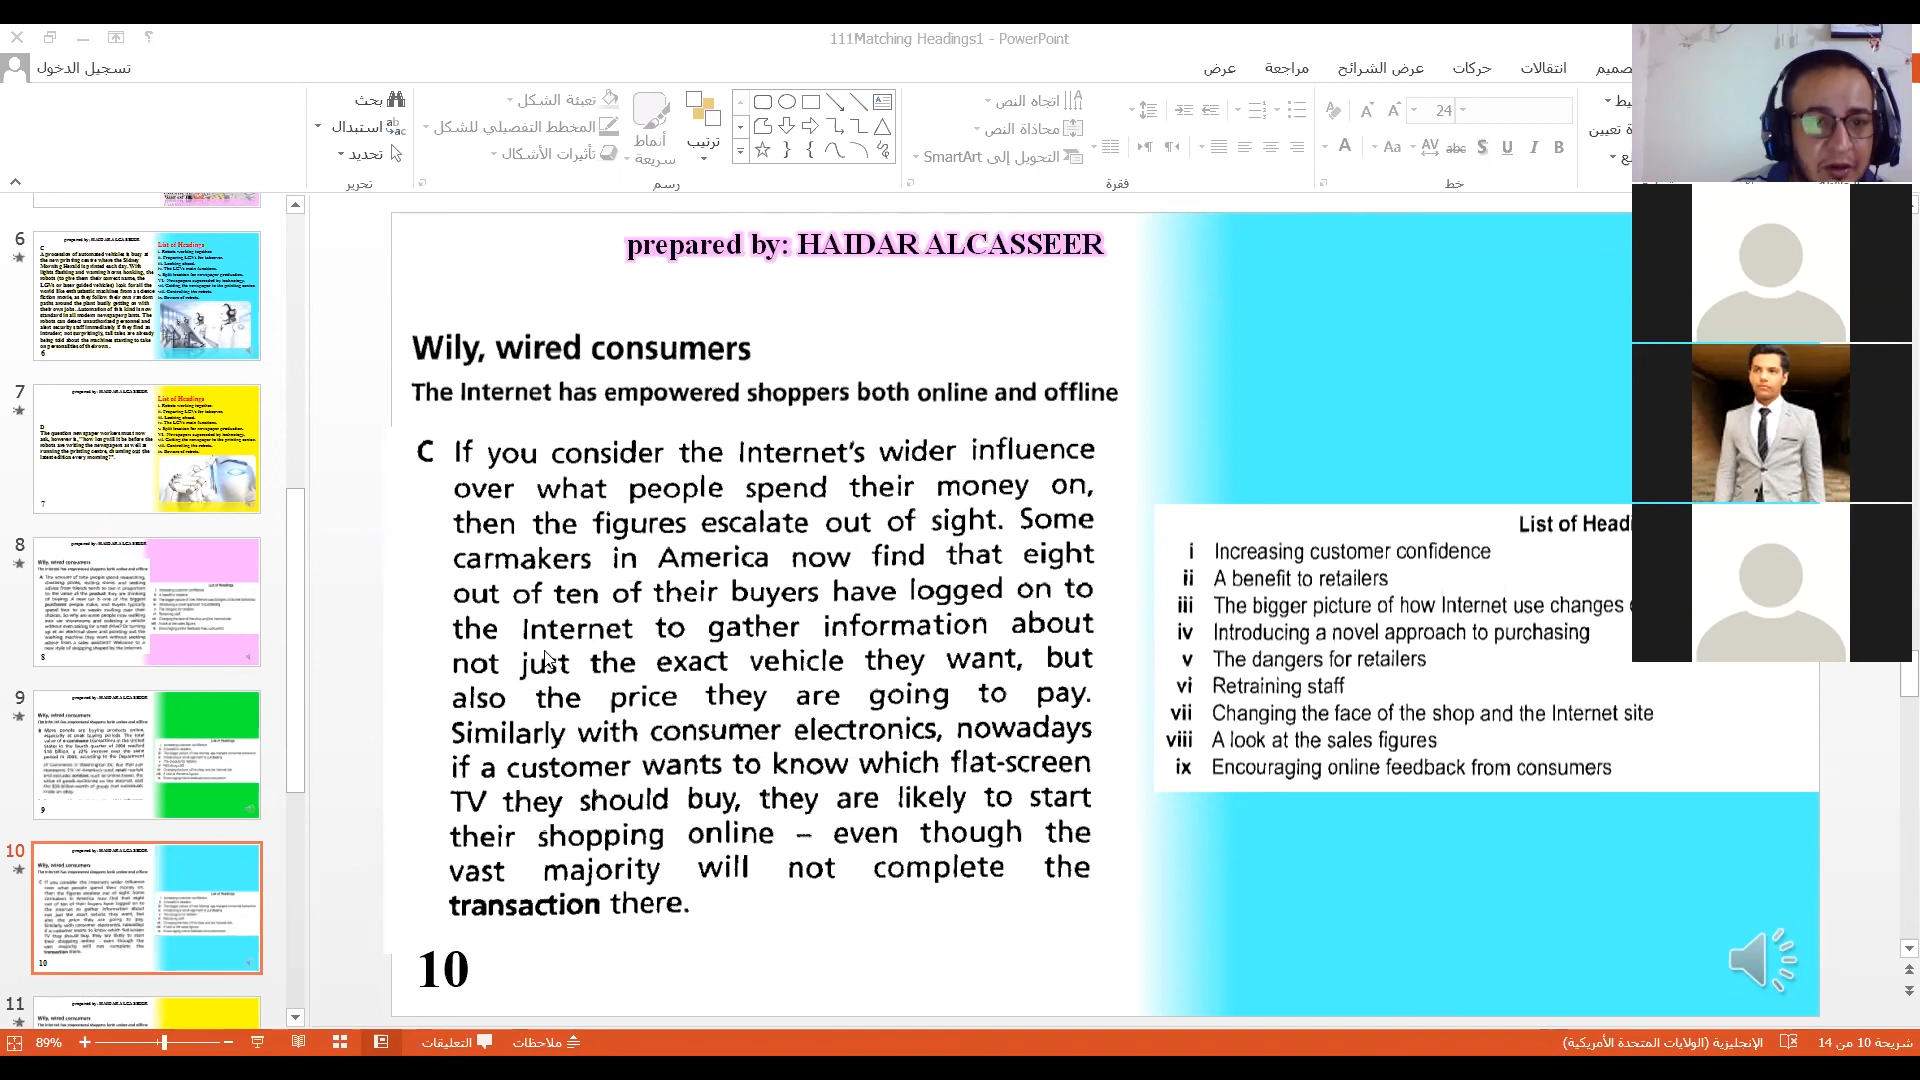 111Matching Headings1 - PowerPoint
تسجيل الدخول
عرض
مراجعة
عرض الشرائح
حركات
انتقالات
بحث
استبدال
تحديد
تحرير
تعبئة الشكل
المخطط التفصيلي للشكل
تأثيرات الأشكال
أنماط سريعة
ترتيب
رسم
اتجاه النص
محاذاة النص
التحويل إلى SmartArt
فقرة
24
خط
prepared by: HAIDAR ALCASSEER
Wily, wired consumers
The Internet has empowered shoppers both online and offline
C If you consider the Internet's wider influence
over what people spend their money on,
then the figures escalate out of sight. Some
carmakers in America now find that eight
out of ten of their buyers have logged on to
the Internet to gather information about
not just the exact vehicle they want, but
also the price they are going to pay.
Similarly with consumer electronics, nowadays
if a customer wants to know which flat-screen
TV they should buy, they are likely to start
their shopping online – even though the
vast majority will not complete the
transaction there.
10
List of Headi
i Increasing customer confidence
ii A benefit to retailers
iii The bigger picture of how Internet use changes
iv Introducing a novel approach to purchasing
v The dangers for retailers
vi Retraining staff
vii Changing the face of the shop and the Internet site
viii A look at the sales figures
ix Encouraging online feedback from consumers
6
7
8
9
10
11
89%
التعليقات
ملاحظات
الإنجليزية (الولايات المتحدة الأمريكية)
شريحة 10 من 14